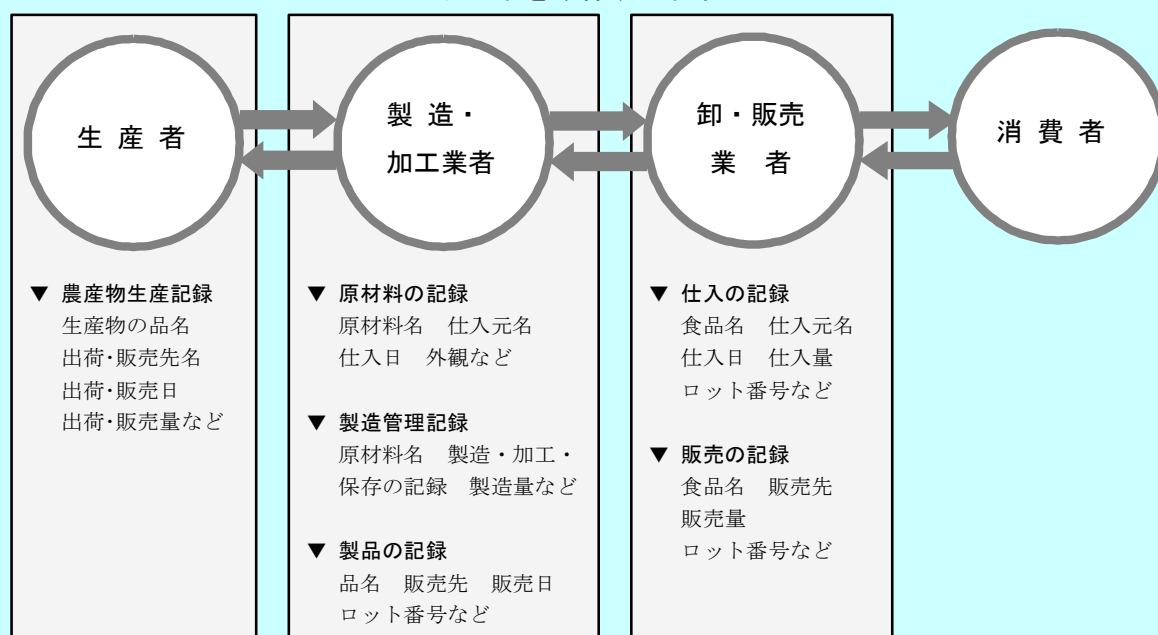 生 産 者
製 造・
加工業者
卸・販売
業 者
消 費 者
▼ 農産物生産記録
生産物の品名
出荷・販売先名
出荷・販売日
出荷・販売量など
▼ 原材料の記録
原材料名 仕入元名
仕入日 外観など
▼ 製造管理記録
原材料名 製造・加工・
保存の記録 製造量など
▼ 製品の記録
品名 販売先 販売日
ロット番号など
▼ 仕入の記録
食品名 仕入元名
仕入日 仕入量
ロット番号など
▼ 販売の記録
食品名 販売先
販売量
ロット番号など